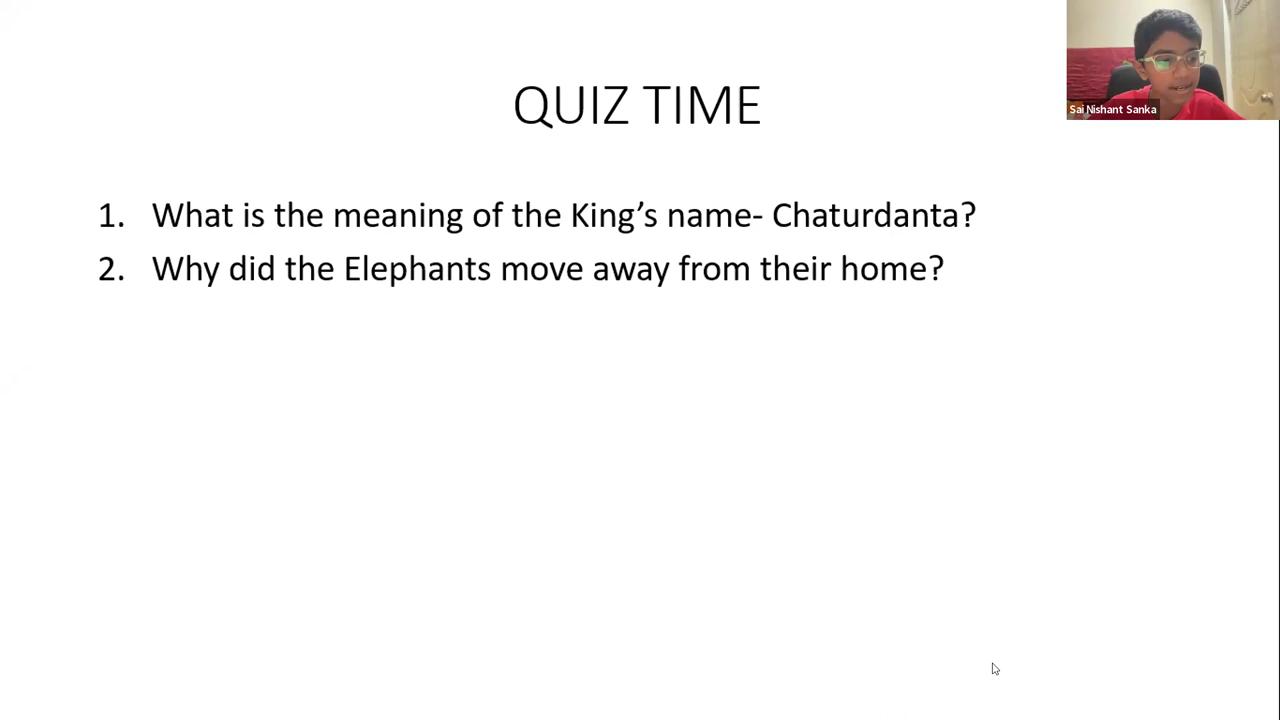 QUIZ TIME
Sai Nishant Sanka
1. What is the meaning of the King’s name- Chaturdanta?
2. Why did the Elephants move away from their home?